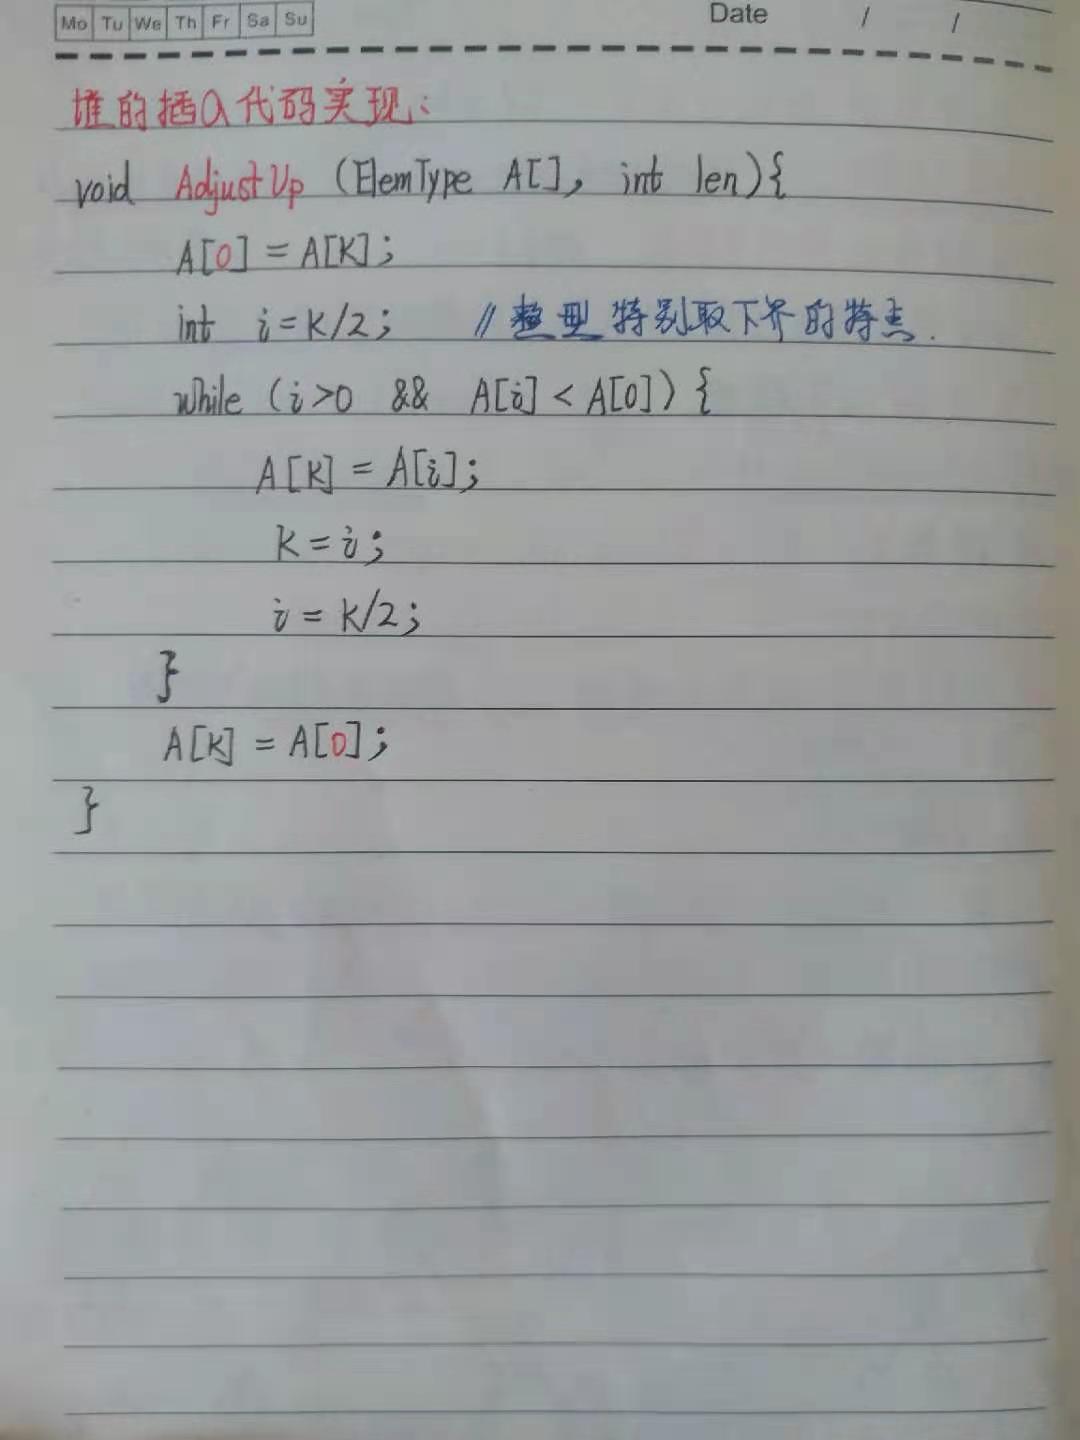 Mo Tu We Th Fr Sa Su Date / /
堆的插入代码实现:
void AdjustUp (ElemType A[], int len){
A[0] = A[K];
int i=K/2; //整型 特别取下界的特点.
while (i>0 && A[i] < A[0]) {
A[K] = A[i];
K=i;
i = K/2;
}
A[K] = A[0];
}